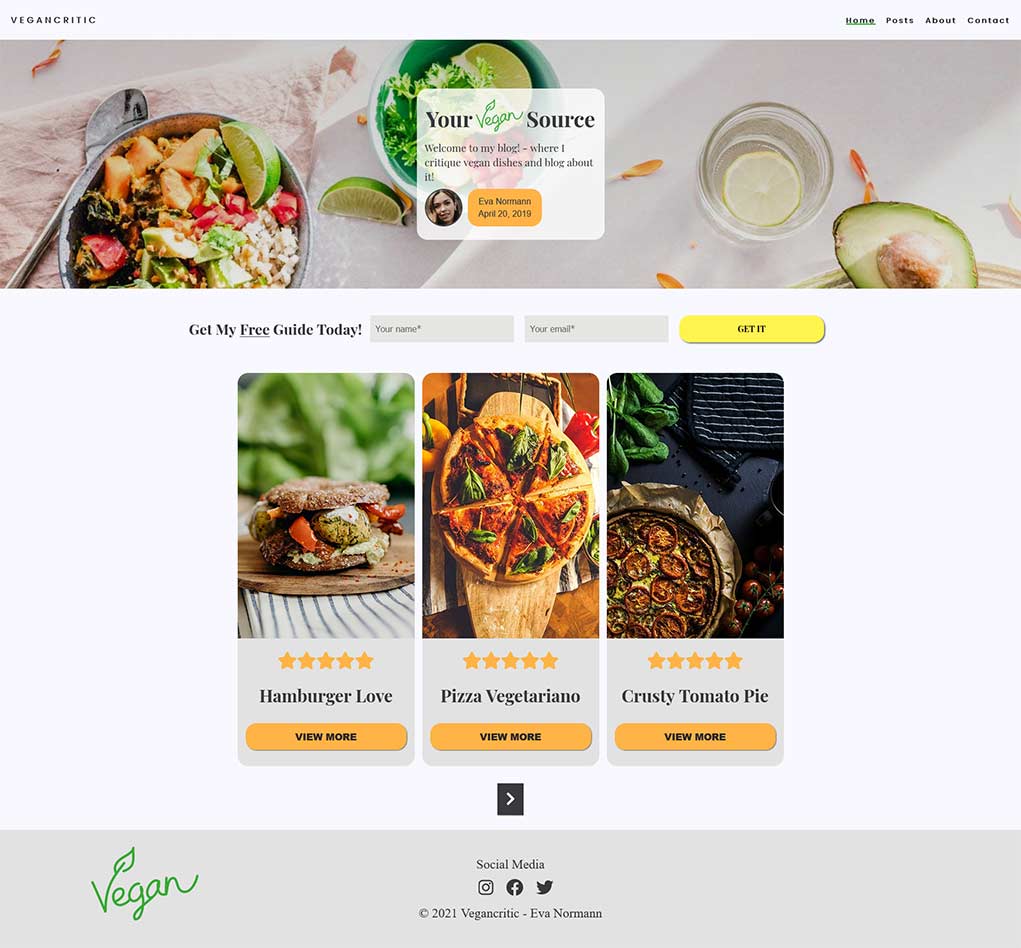 VEGANCRITIC
Home Posts About Contact
Your Vegan Source
Welcome to my blog! - where I
critique vegan dishes and blog about
it!
Eva Normann
April 20, 2019
Get My Free Guide Today!
Your name*
Your email*
GET IT
Hamburger Love
VIEW MORE
Pizza Vegetariano
VIEW MORE
Crusty Tomato Pie
VIEW MORE
Vegan
Social Media
© 2021 Vegancritic - Eva Normann